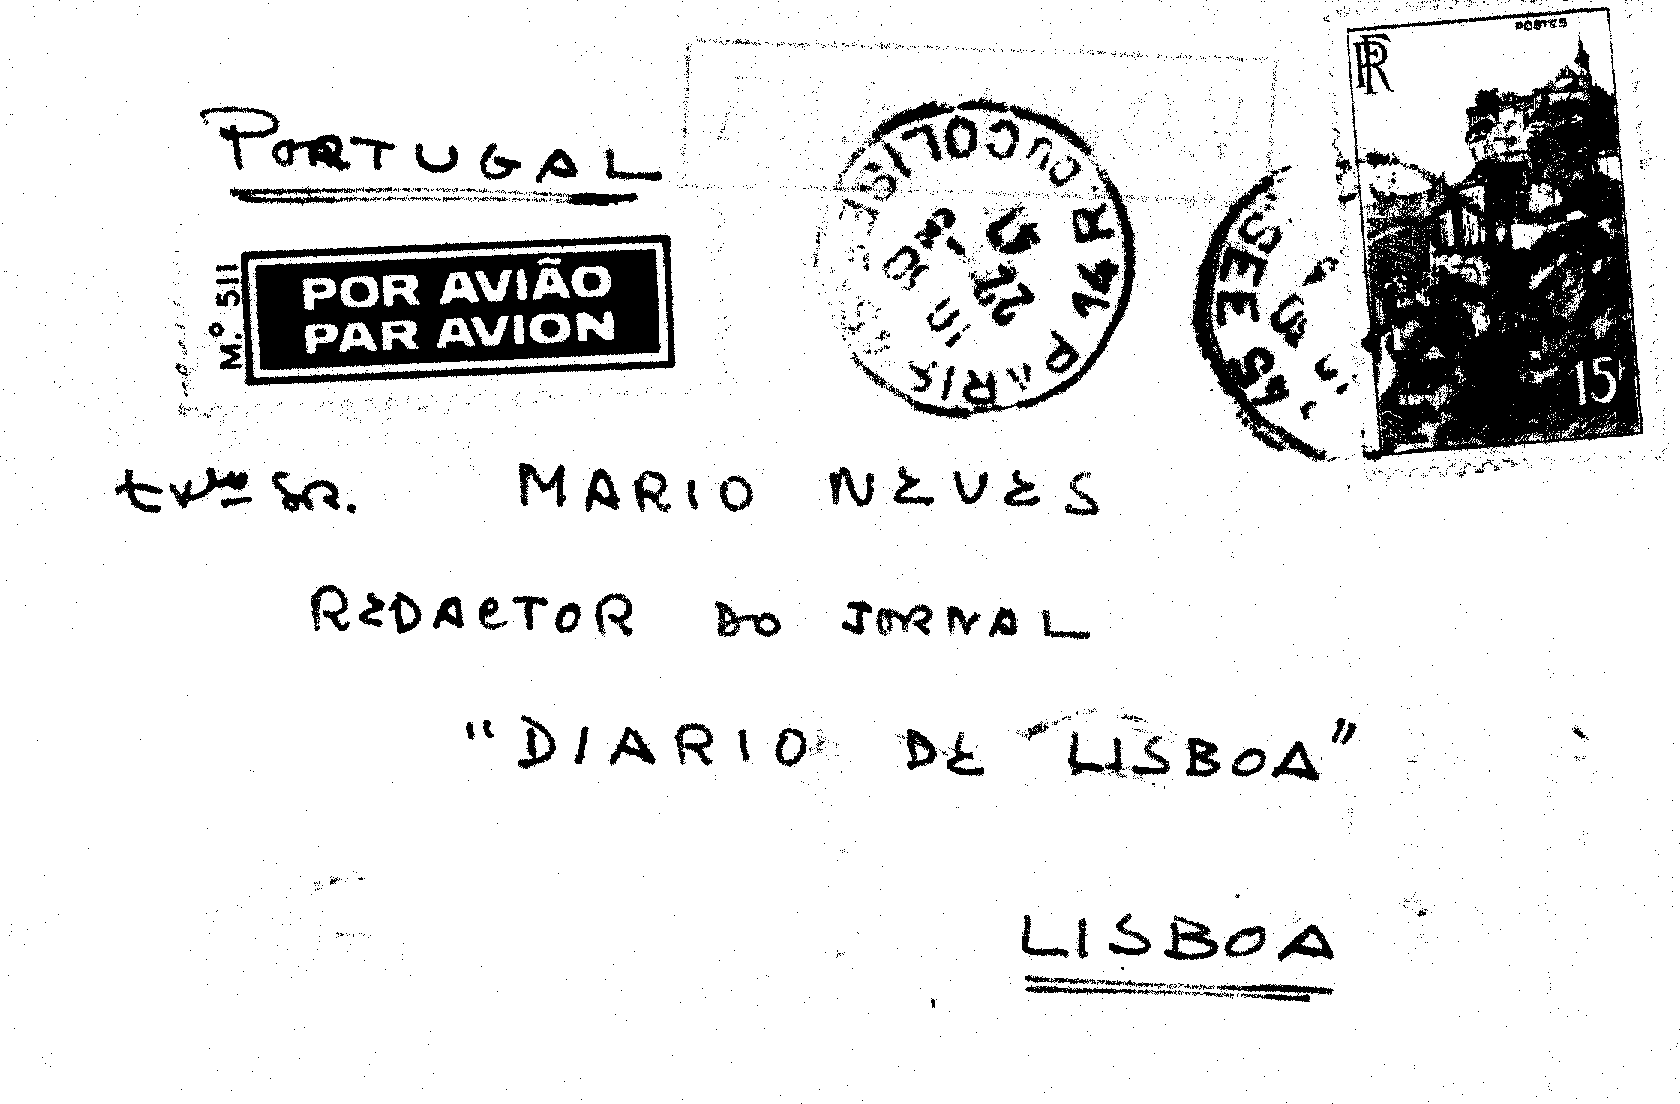 POSTES
RF
PORTUGAL
M.º 511
POR AVIÃO
PAR AVION
15
Exmo Sr. MARIO NEVES
REDACTOR DO JORNAL
"DIARIO DE LISBOA"
LISBOA